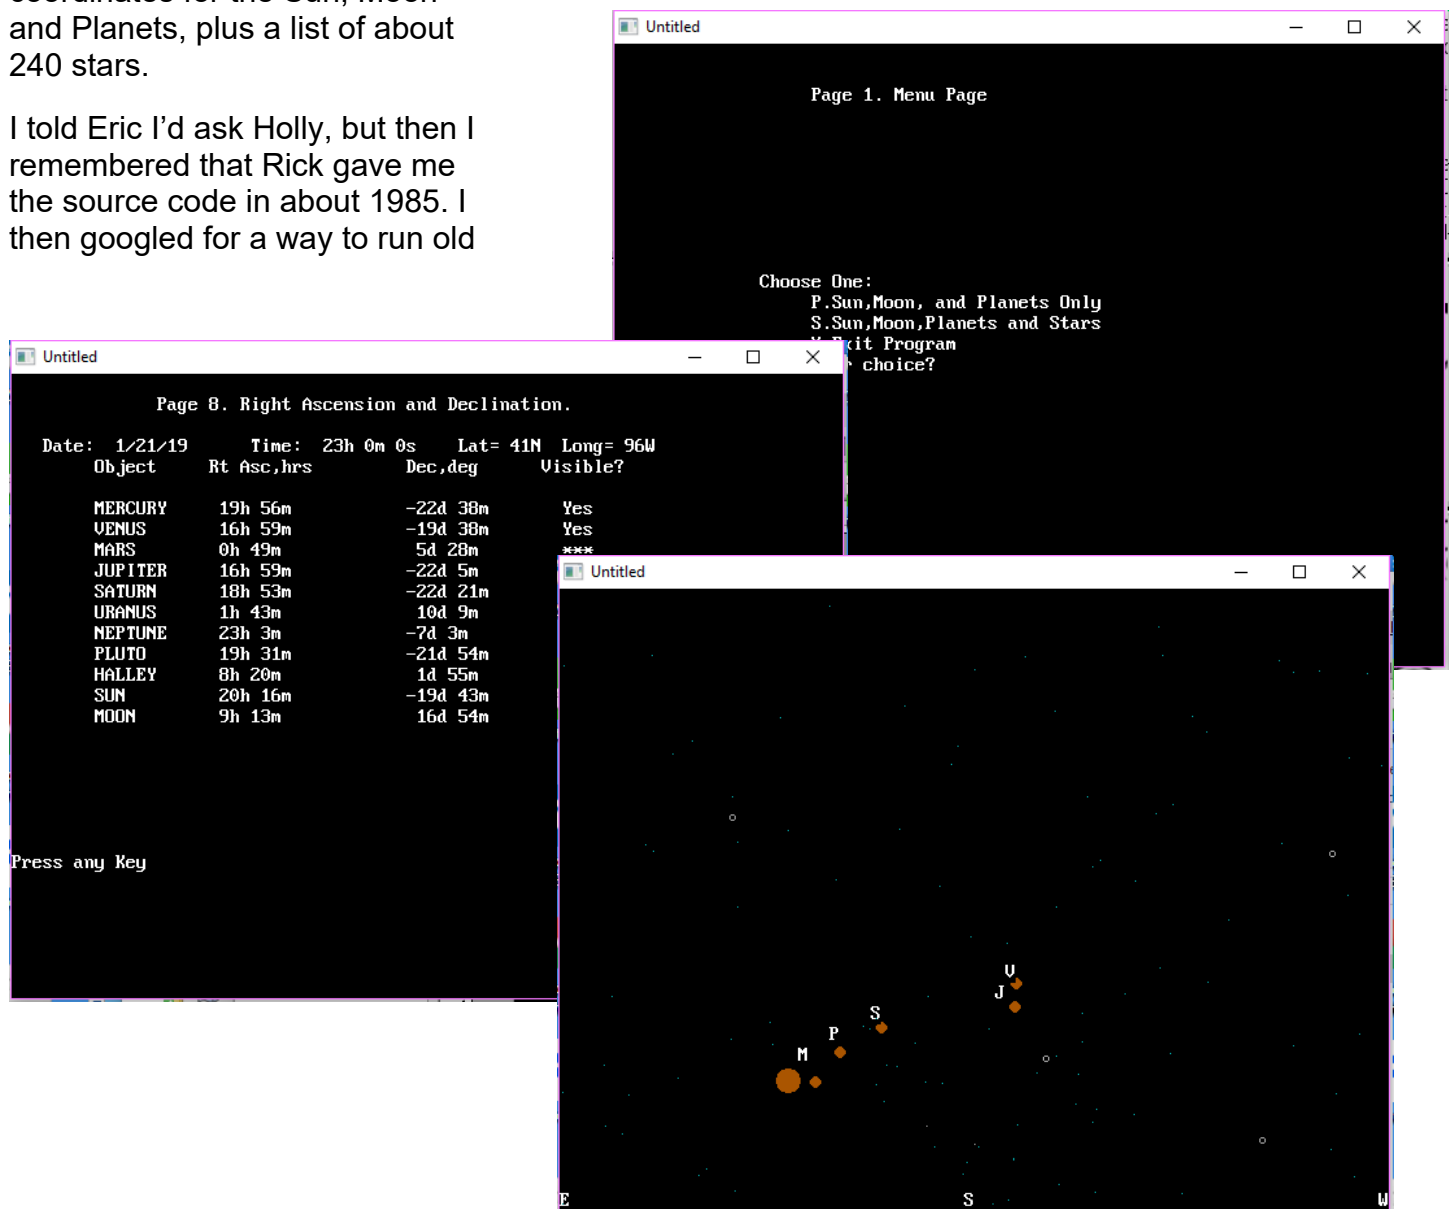 and Planets, plus a list of about
240 stars.
I told Eric I’d ask Holly, but then I
remembered that Rick gave me
the source code in about 1985. I
then googled for a way to run old
Untitled
Page 1. Menu Page
Choose One:
P.Sun,Moon, and Planets Only
S.Sun,Moon,Planets and Stars
Exit Program
choice?
Untitled
Page 8. Right Ascension and Declination.
Date: 1/21/19 Time: 23h 0m 0s Lat= 41N Long= 96W
Object Rt Asc,hrs Dec,deg Visible?
MERCURY 19h 56m -22d 38m Yes
VENUS 16h 59m -19d 38m Yes
MARS 0h 49m 5d 28m ***
JUPITER 16h 59m -22d 5m
SATURN 18h 53m -22d 21m
URANUS 1h 43m 10d 9m
NEPTUNE 23h 3m -7d 3m
PLUTO 19h 31m -21d 54m
HALLEY 8h 20m 1d 55m
SUN 20h 16m -19d 43m
MOON 9h 13m 16d 54m
Press any Key
Untitled
V
J
S
P
M
E S W